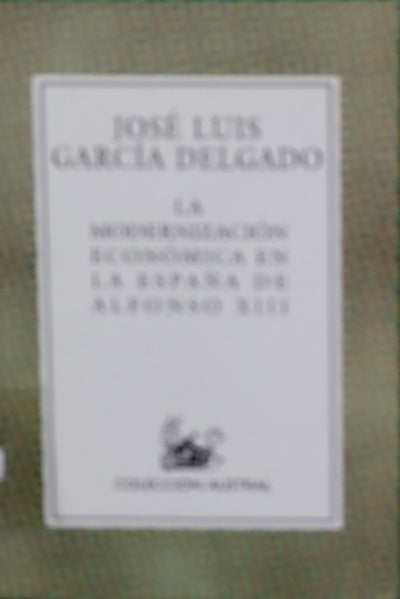 JOSÉ LUIS
GARCÍA DELGADO
LA
MODERNIZACIÓN
ECONÓMICA EN
LA ESPAÑA DE
ALFONSO XIII
COLECCIÓN AUSTRAL